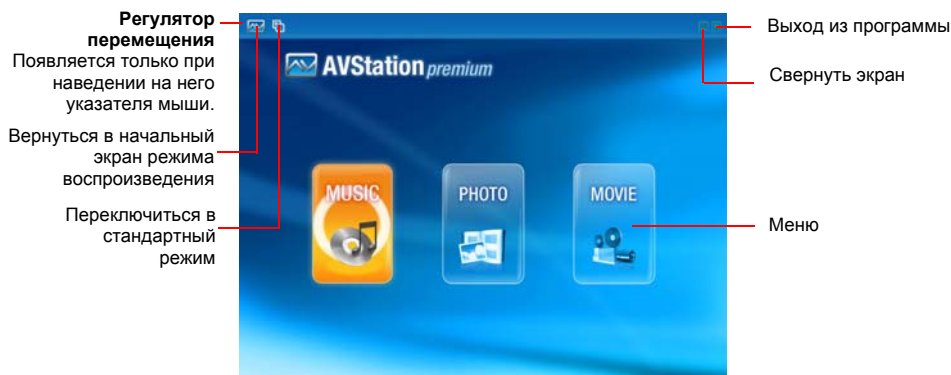 Регулятор
перемещения
Появляется только при
наведении на него
указателя мыши.
Вернуться в начальный
экран режима
воспроизведения
Переключиться в
стандартный
режим
AVStation premium
MUSIC
PHOTO
MOVIE
Выход из программы
Свернуть экран
Меню